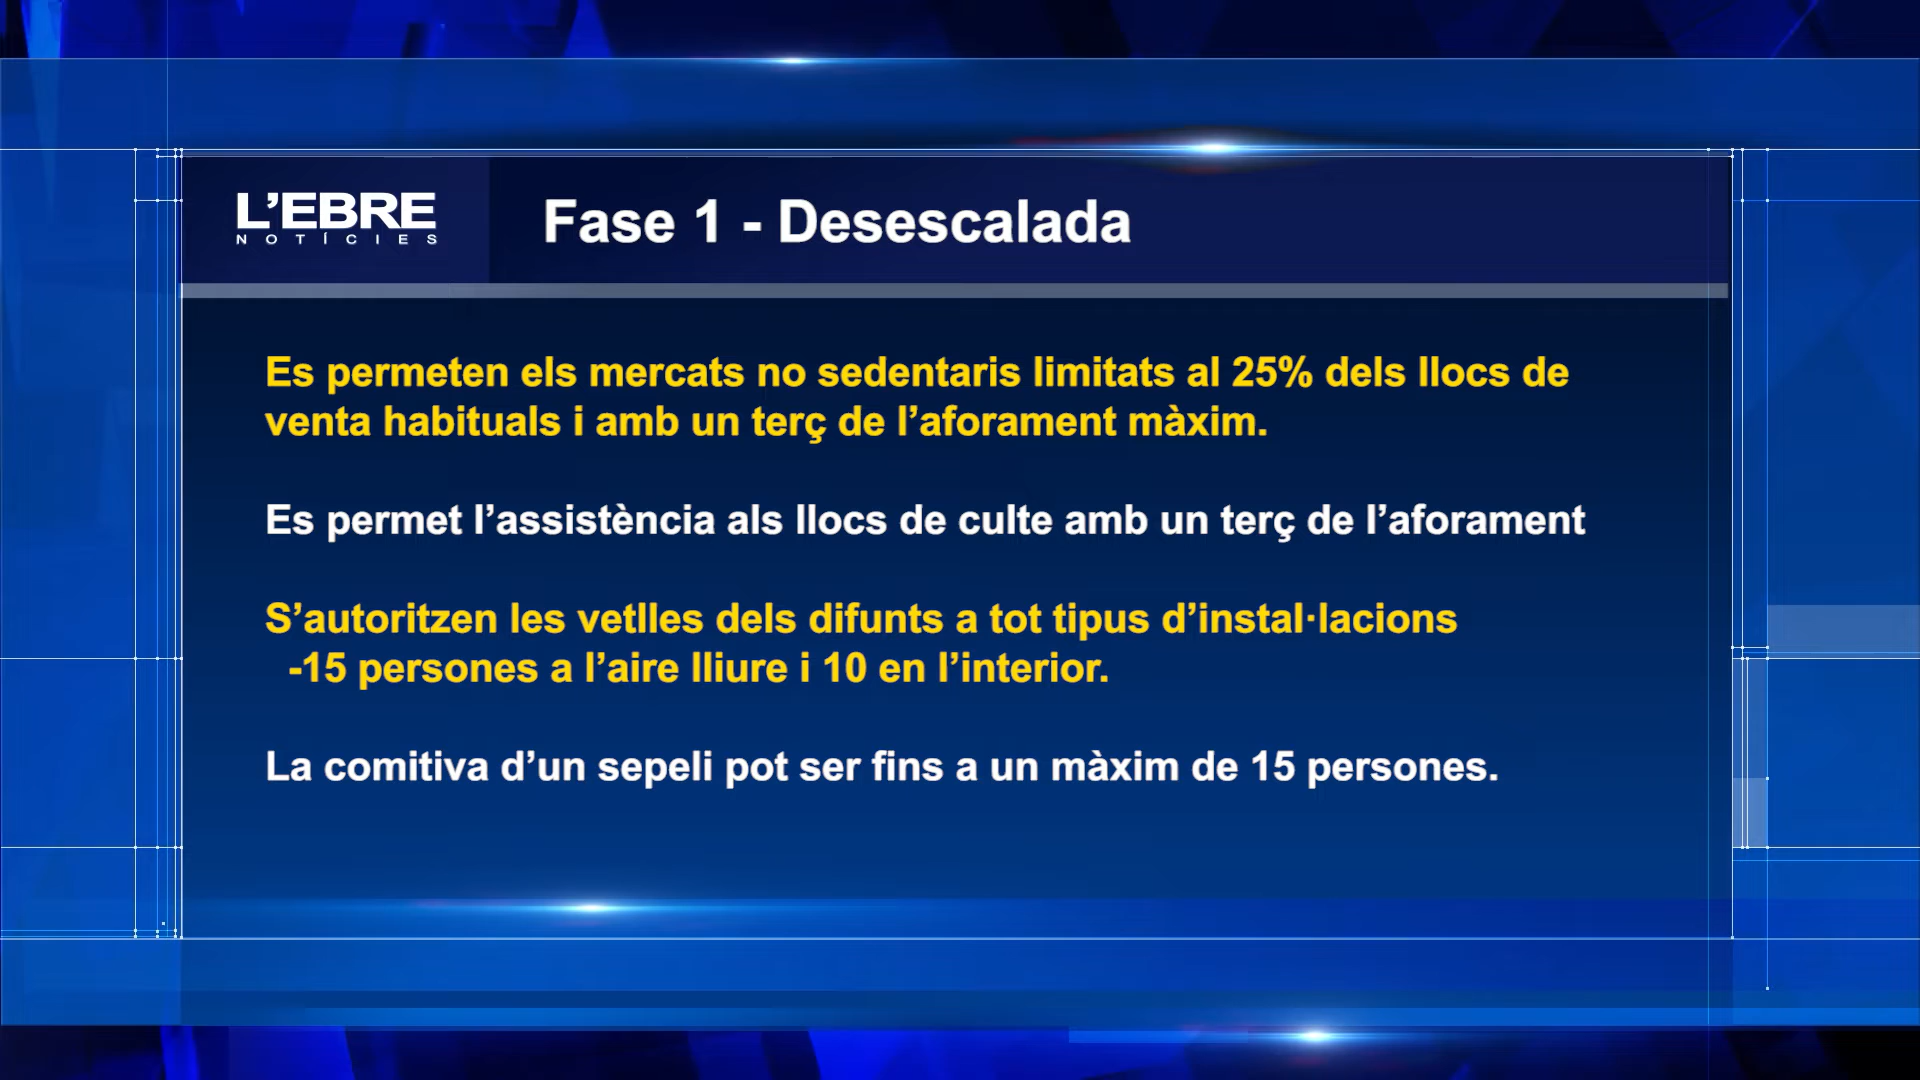 L'EBRE
NOTÍCIES
Fase 1 - Desescalada
Es permeten els mercats no sedentaris limitats al 25% dels llocs de
venta habituals i amb un terç de l’aforament màxim.
Es permet l’assistència als llocs de culte amb un terç de l’aforament
S’autoritzen les vetlles dels difunts a tot tipus d’instal·lacions
-15 persones a l’aire lliure i 10 en l’interior.
La comitiva d’un sepeli pot ser fins a un màxim de 15 persones.